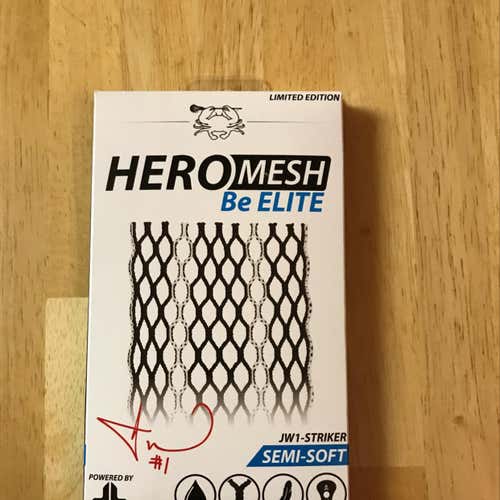 LIMITED EDITION
HEROMESH
Be ELITE
#1
JW1-STRIKER
SEMI-SOFT
POWERED BY